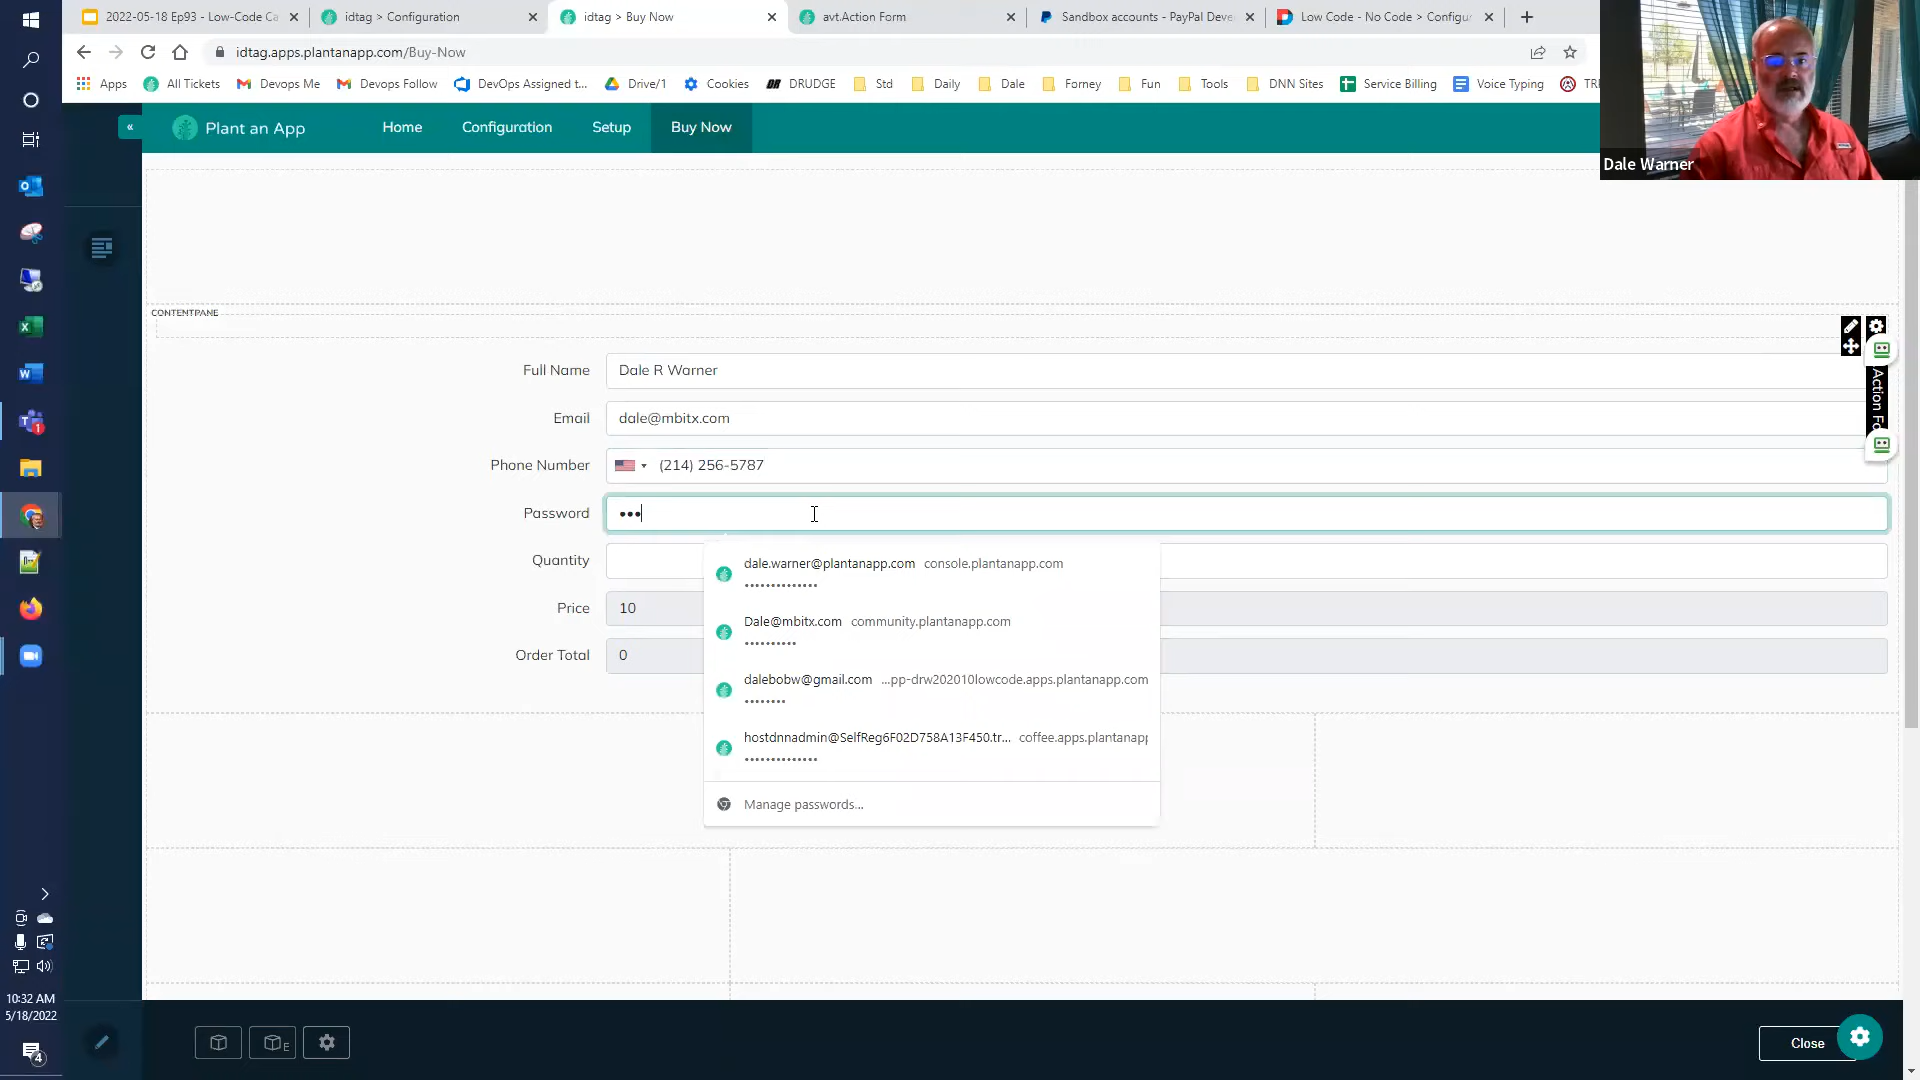 2022-05-18 Ep93 - Low-Code Ca
idtag > Configuration
idtag > Buy Now
avt.Action Form
Sandbox accounts - PayPal Deve
Low Code - No Code > Configu
idtag.apps.plantanapp.com/Buy-Now
Apps
All Tickets
Devops Me
Devops Follow
DevOps Assigned t...
Drive/1
Cookies
DRUDGE
Std
Daily
Dale
Forney
Fun
Tools
DNN Sites
Service Billing
Voice Typing
Dale Warner
Plant an App
Home
Configuration
Setup
Buy Now
CONTENTPANE
Action Fo
Full Name
Dale R Warner
Email
dale@mbitx.com
Phone Number
(214) 256-5787
Password
•••
Quantity
Price
10
Order Total
0
dale.warner@plantanapp.com console.plantanapp.com
••••••••••••••
Dale@mbitx.com community.plantanapp.com
••••••••••
dalebobw@gmail.com ...pp-drw202010lowcode.apps.plantanapp.com
••••••••
hostdnnadmin@SelfReg6F02D758A13F450.tr... coffee.apps.plantanapp
••••••••••••••
Manage passwords...
10:32 AM
5/18/2022
4
E
Close